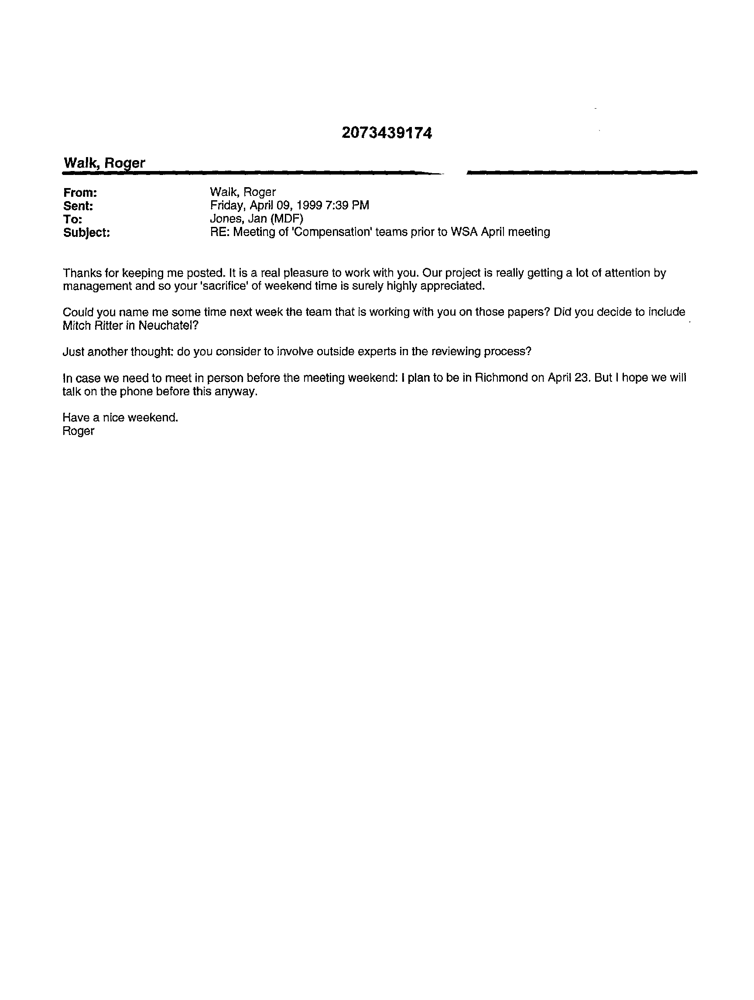 2073439174
Walk, Roger
From: Walk, Roger
Sent: Friday, April 09, 1999 7:39 PM
To: Jones, Jan (MDF)
Subject: RE: Meeting of 'Compensation' teams prior to WSA April meeting
Thanks for keeping me posted. It is a real pleasure to work with you. Our project is really getting a lot of attention by
management and so your 'sacrifice' of weekend time is surely highly appreciated.
Could you name me some time next week the team that is working with you on those papers? Did you decide to include
Mitch Ritter in Neuchatel?
Just another thought: do you consider to involve outside experts in the reviewing process?
In case we need to meet in person before the meeting weekend: I plan to be in Richmond on April 23. But I hope we will
talk on the phone before this anyway.
Have a nice weekend.
Roger